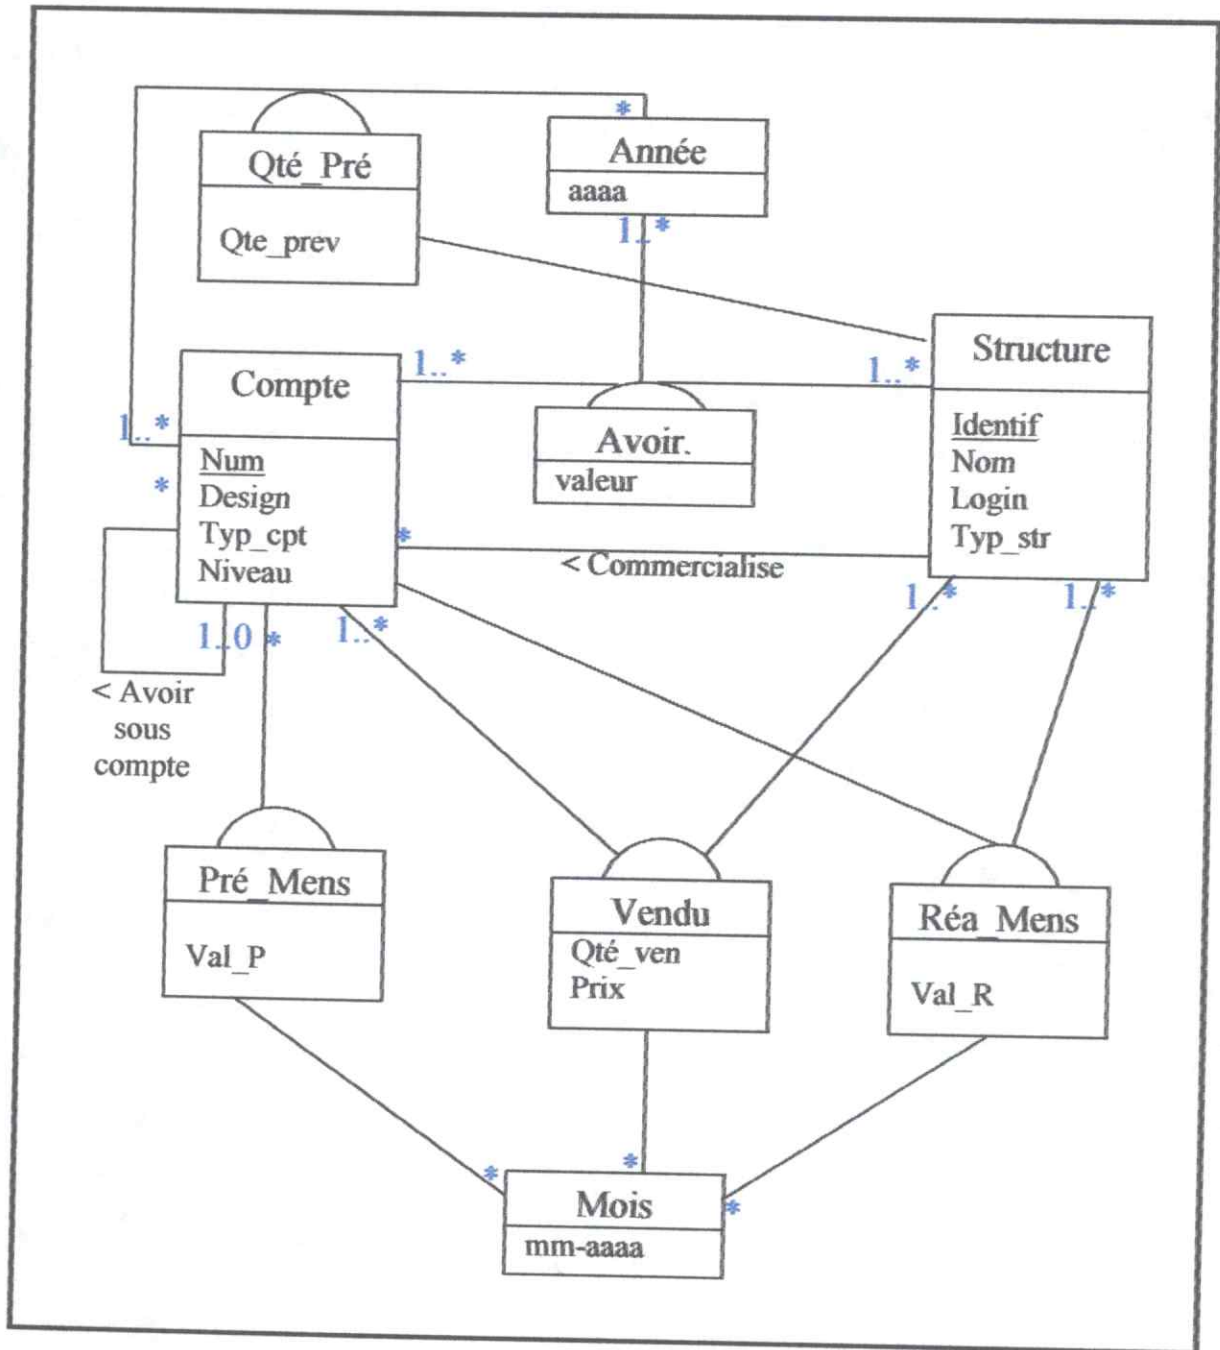 *
Qté_Pré
Année
aaaa
Qte_prev
1..*
Structure
Compte
1..*
1..*
1..*
Identif
Avoir.
Num
Nom
valeur
*
Design
Login
Typ_cpt
*
Typ_str
Niveau
< Commercialise
1..*
1..*
1..0
*
1..*
< Avoir
sous
compte
Pré_Mens
Vendu
Réa_Mens
Val_P
Qté_ven
Prix
Val_R
*
*
*
Mois
mm-aaaa